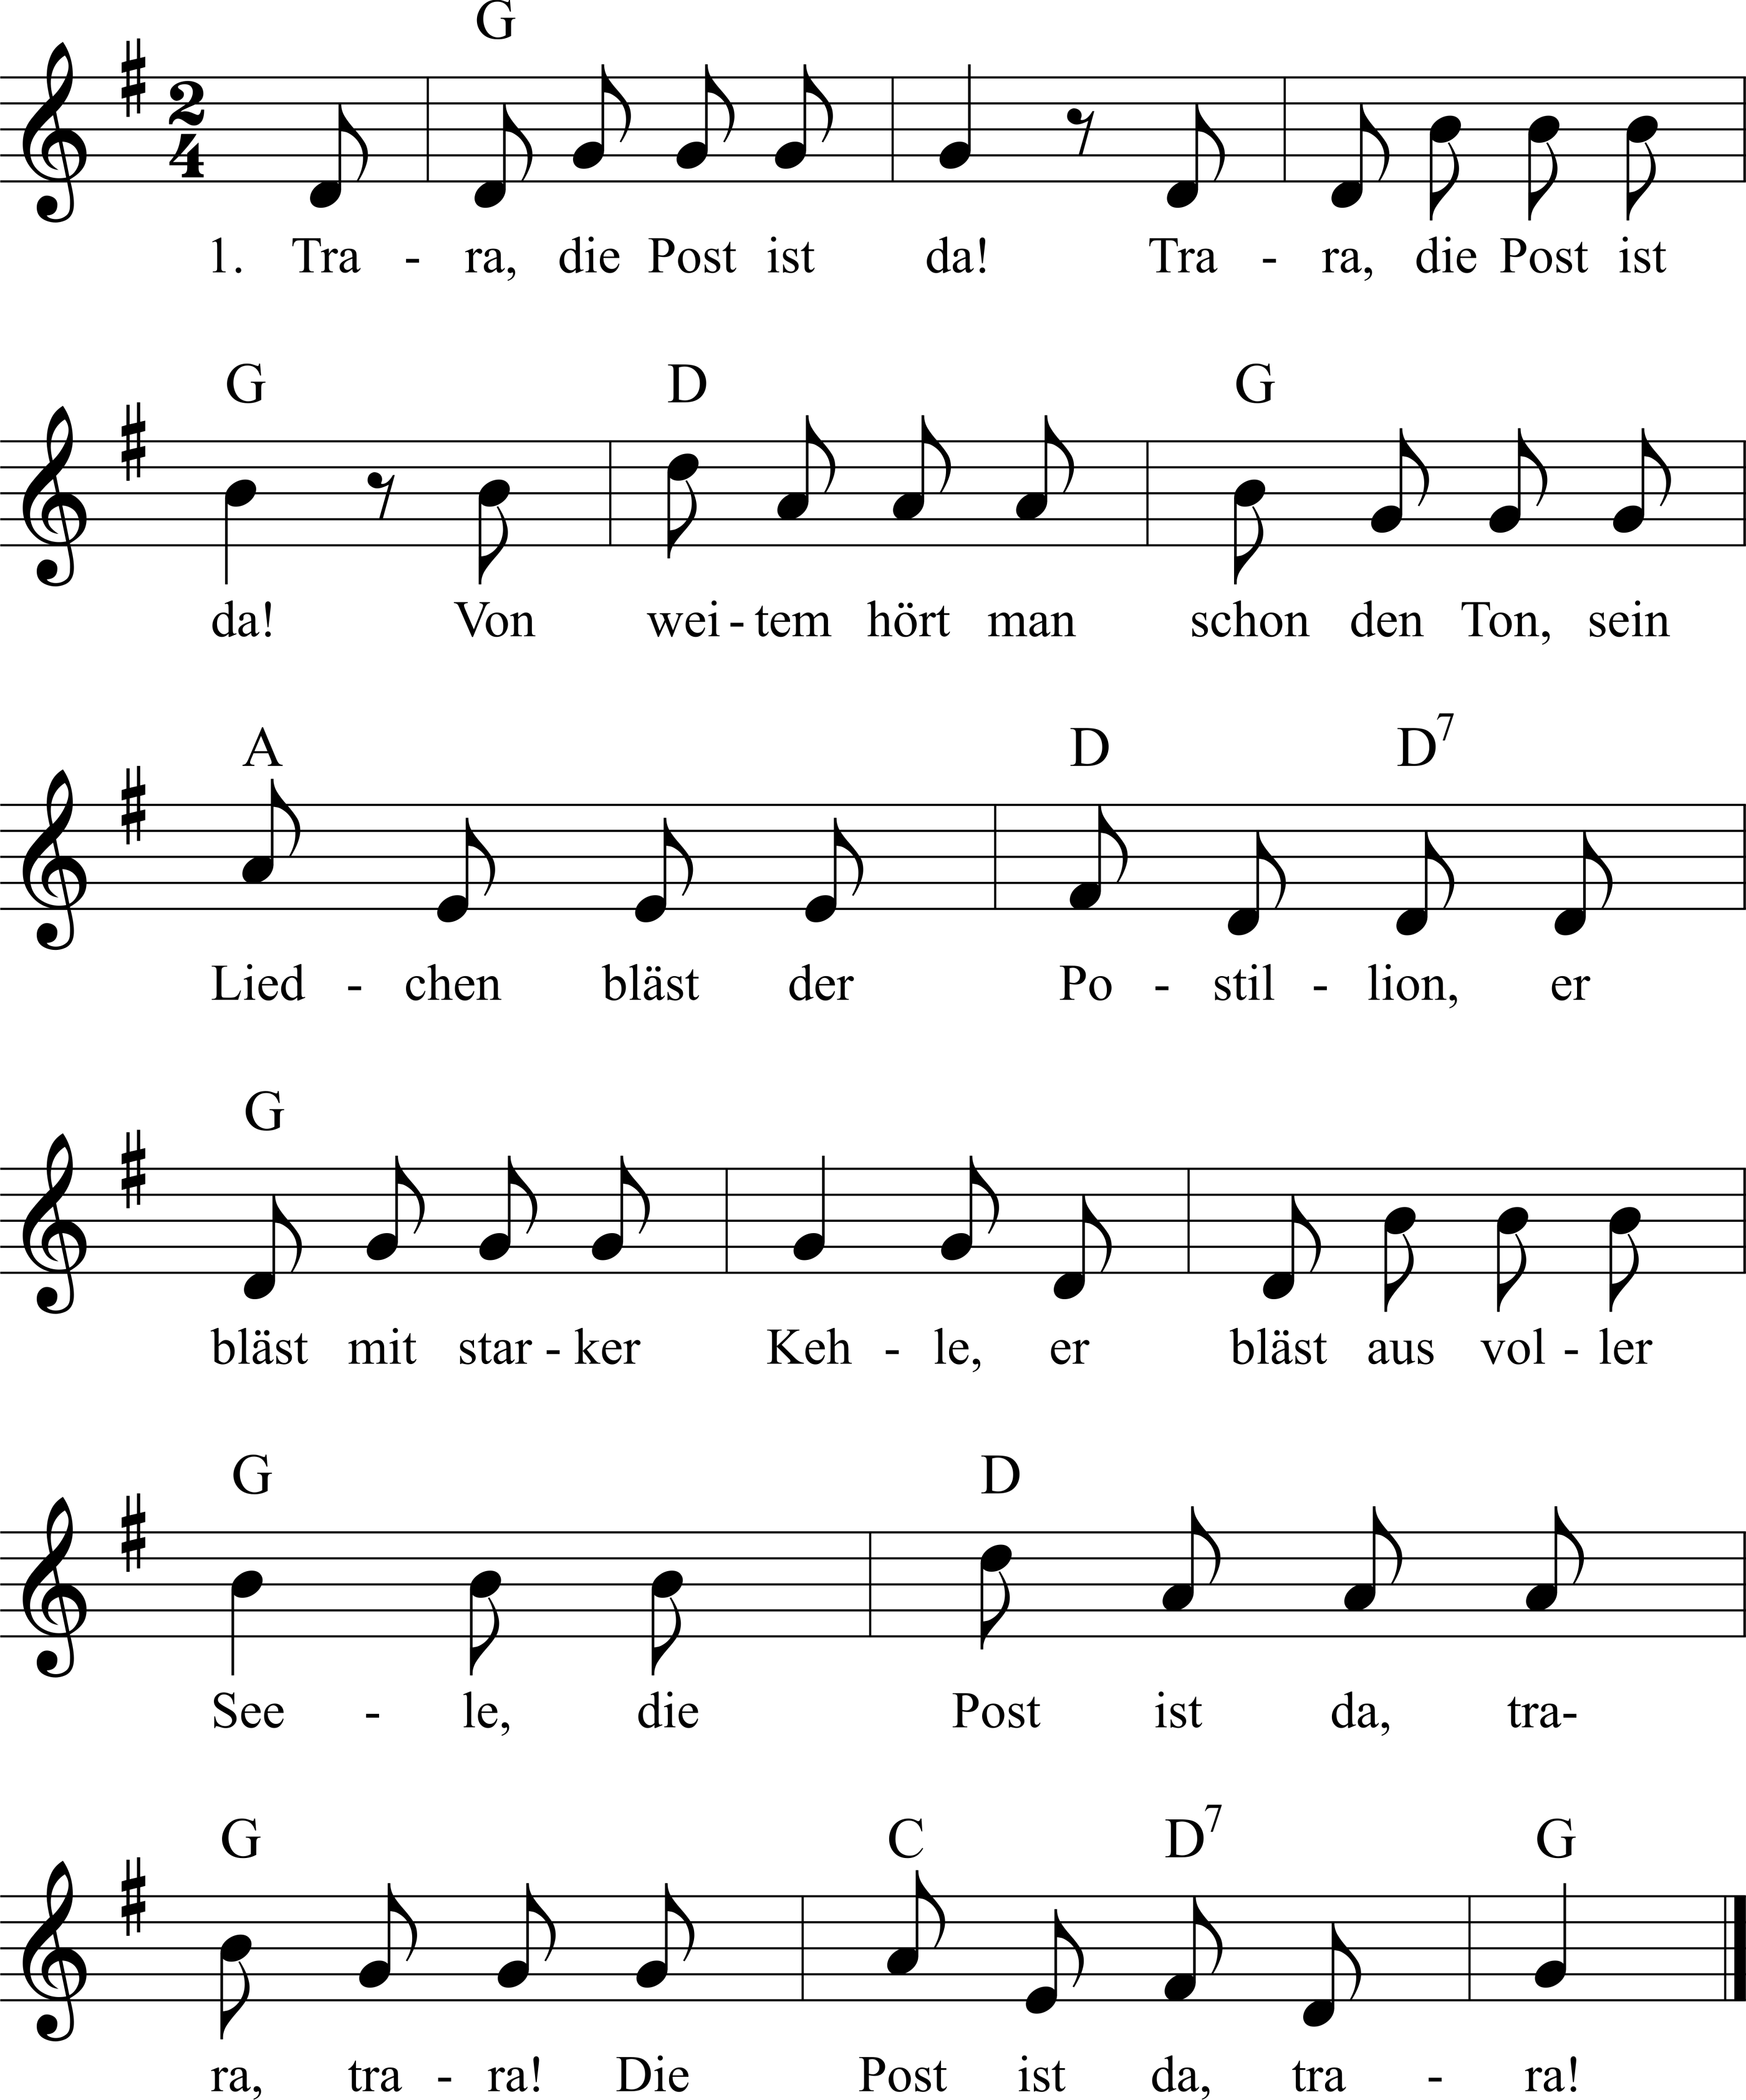 G
2
4
1. Tra - ra, die Post ist da! Tra - ra, die Post ist
G D G
da! Von wei - tem hört man schon den Ton, sein
A D D7
Lied - chen bläst der Po - stil - lion, er
G
bläst mit star - ker Keh - le, er bläst aus vol - ler
G D
See - le, die Post ist da, tra-
G C D7 G
ra, tra - ra! Die Post ist da, tra - ra!